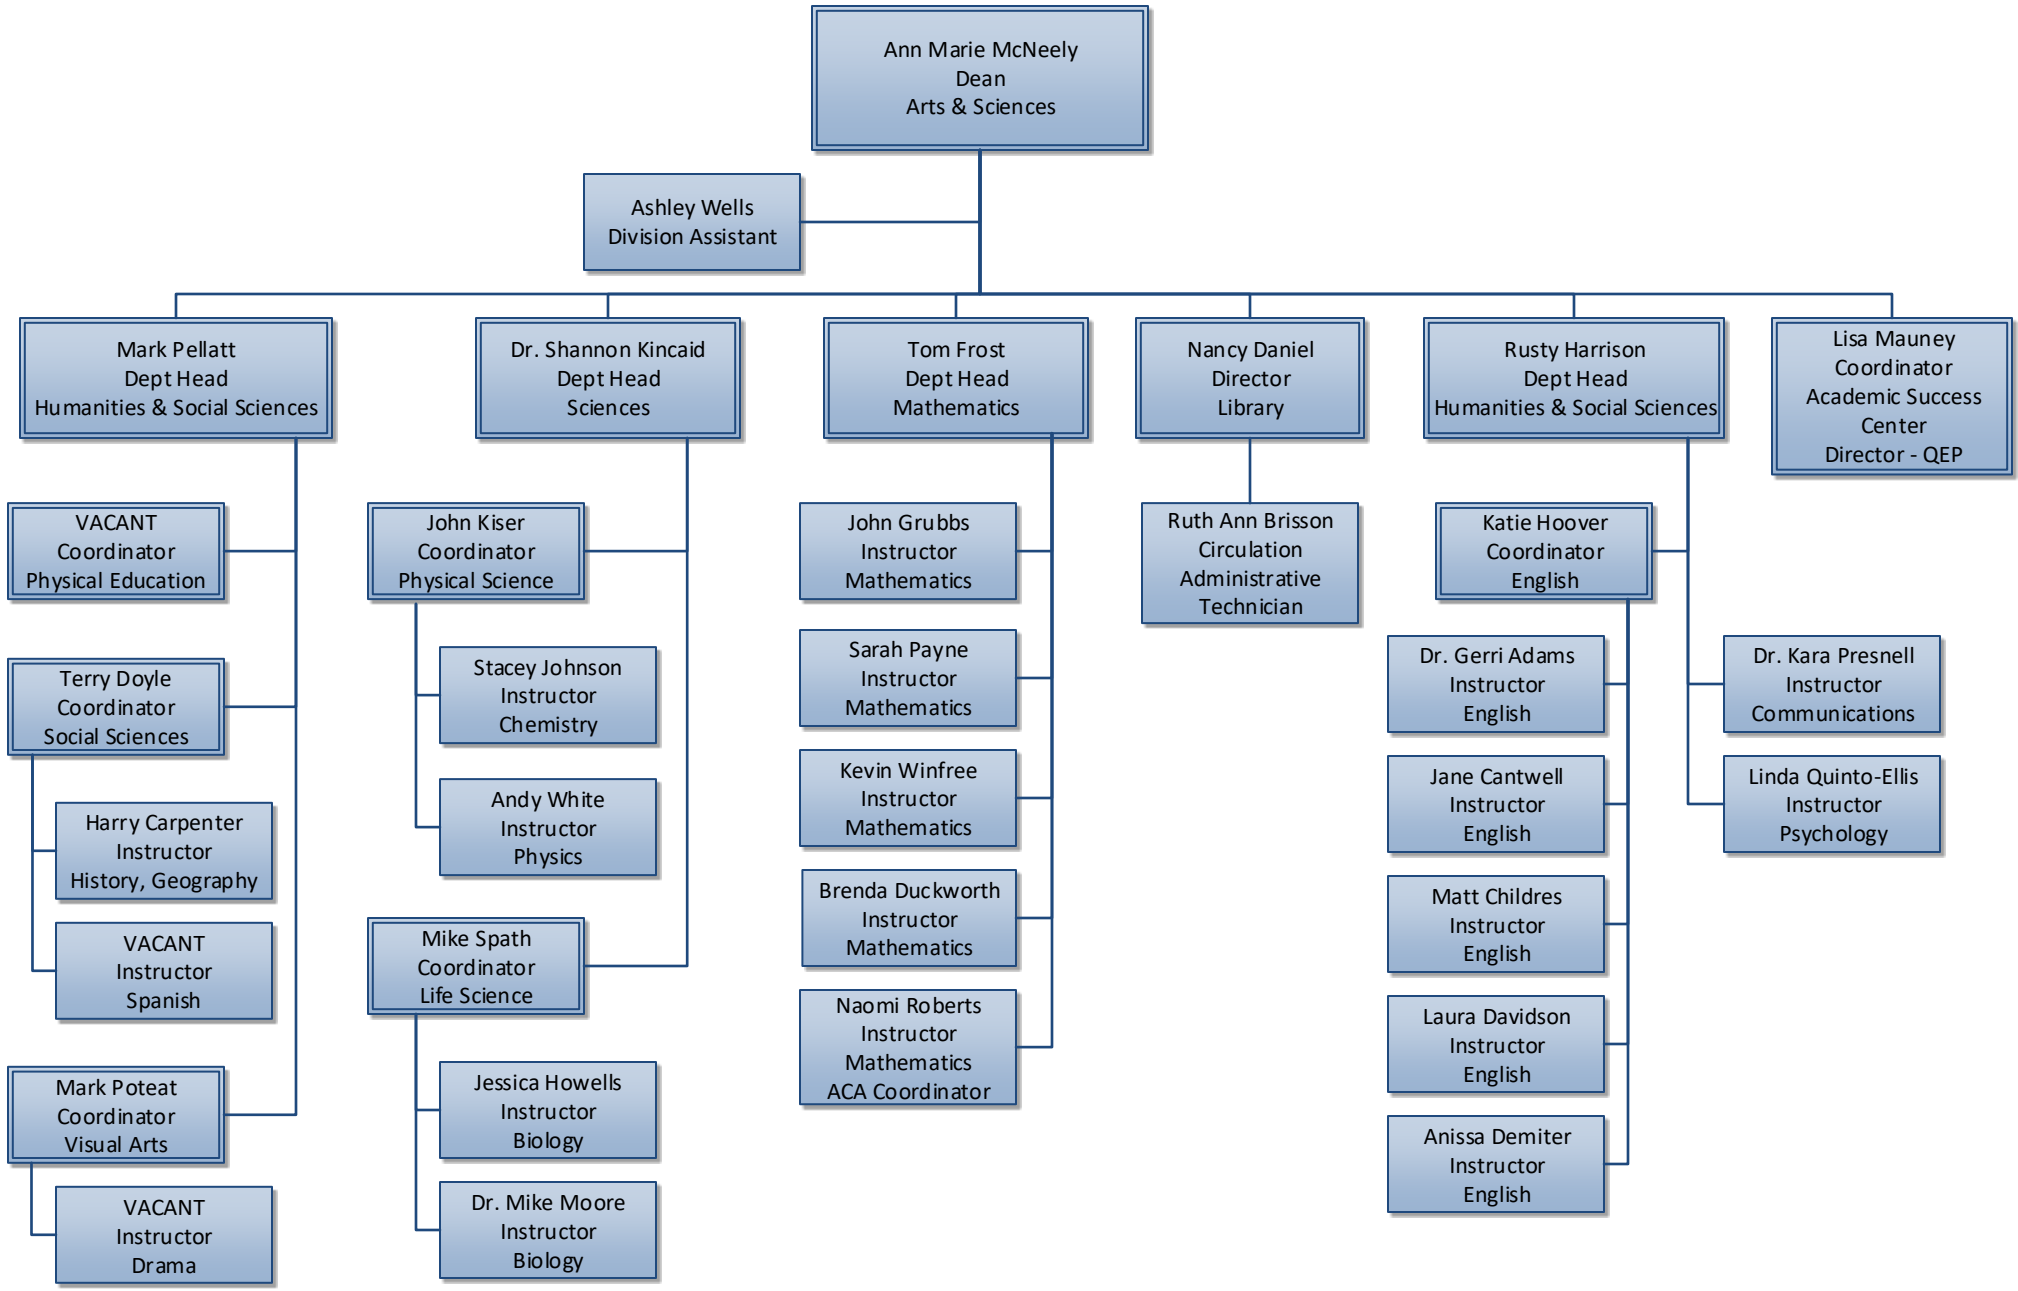 Ann Marie McNeely
Dean
Arts & Sciences
Ashley Wells
Division Assistant
Mark Pellatt
Dept Head
Humanities & Social Sciences
Dr. Shannon Kincaid
Dept Head
Sciences
Tom Frost
Dept Head
Mathematics
Nancy Daniel
Director
Library
Rusty Harrison
Dept Head
Humanities & Social Sciences
Lisa Mauney
Coordinator
Academic Success
Center
Director - QEP
VACANT
Coordinator
Physical Education
Terry Doyle
Coordinator
Social Sciences
Harry Carpenter
Instructor
History, Geography
VACANT
Instructor
Spanish
Mark Poteat
Coordinator
Visual Arts
VACANT
Instructor
Drama
John Kiser
Coordinator
Physical Science
Stacey Johnson
Instructor
Chemistry
Andy White
Instructor
Physics
Mike Spath
Coordinator
Life Science
Jessica Howells
Instructor
Biology
Dr. Mike Moore
Instructor
Biology
John Grubbs
Instructor
Mathematics
Sarah Payne
Instructor
Mathematics
Kevin Winfree
Instructor
Mathematics
Brenda Duckworth
Instructor
Mathematics
Naomi Roberts
Instructor
Mathematics
ACA Coordinator
Ruth Ann Brisson
Circulation
Administrative
Technician
Katie Hoover
Coordinator
English
Dr. Gerri Adams
Instructor
English
Jane Cantwell
Instructor
English
Matt Childres
Instructor
English
Laura Davidson
Instructor
English
Anissa Demiter
Instructor
English
Dr. Kara Presnell
Instructor
Communications
Linda Quinto-Ellis
Instructor
Psychology